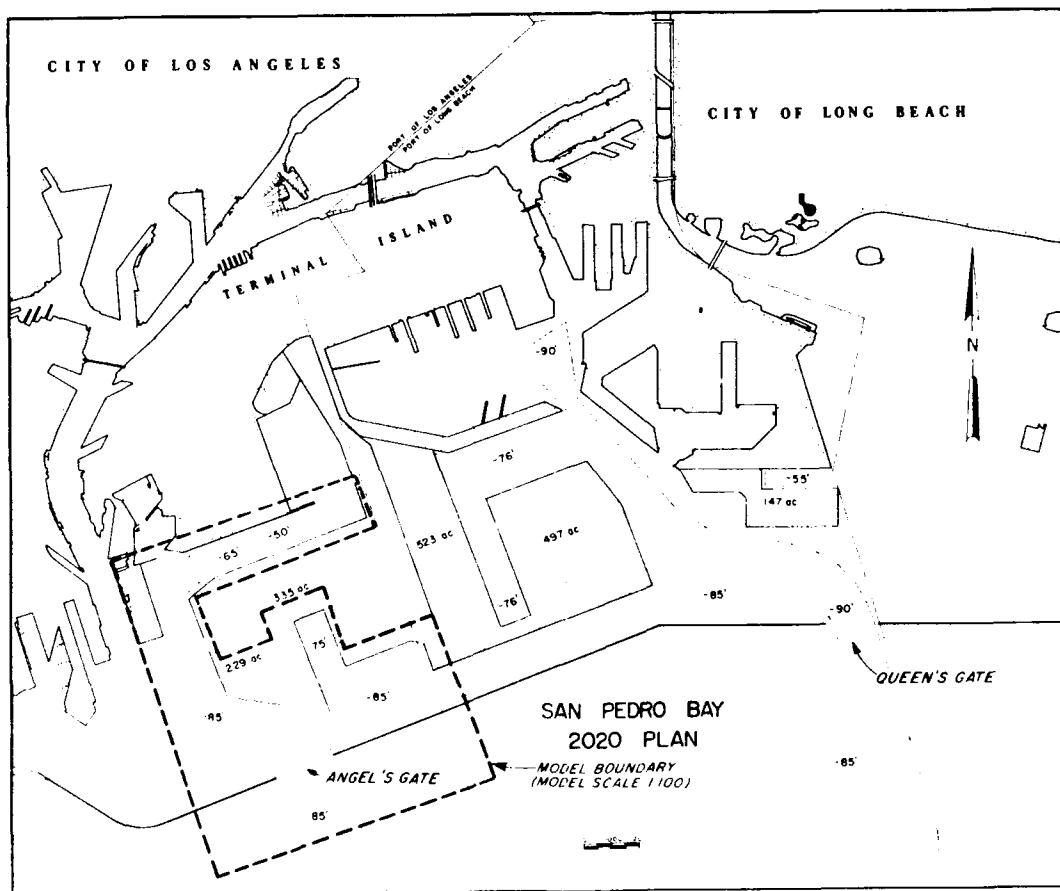 CITY OF LOS ANGELES
PORT OF LOS ANGELES
PORT OF LONG BEACH
CITY OF LONG BEACH
TERMINAL ISLAND
N
-90'
-76'
-55'
147 ac
497 ac
523 ac
-65'
-50'
335 ac
-76'
-85'
-90'
75'
229 ac
QUEEN'S GATE
-85'
-85'
SAN PEDRO BAY
2020 PLAN
MODEL BOUNDARY
(MODEL SCALE 1:100)
ANGEL'S GATE
-85'
85'